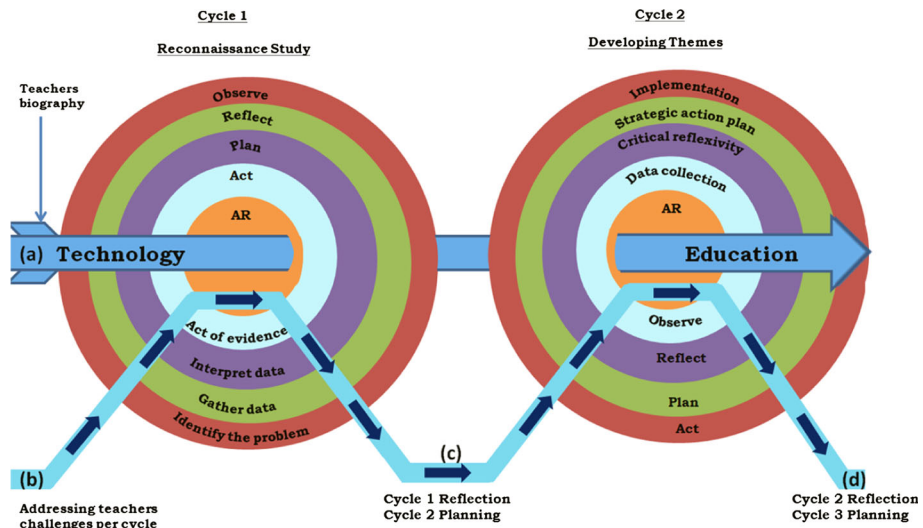 Cycle 1
Reconnaissance Study
Cycle 2
Developing Themes
Teachers
biography
Observe
Reflect
Plan
Act
AR
Implementation
Strategic action plan
Critical reflexivity
Data collection
AR
(a) Technology
Education
Act of evidence
Interpret data
Gather data
Identify the problem
Observe
Reflect
Plan
Act
(b)
Addressing teachers
challenges per cycle
(c)
Cycle 1 Reflection
Cycle 2 Planning
(d)
Cycle 2 Reflection
Cycle 3 Planning